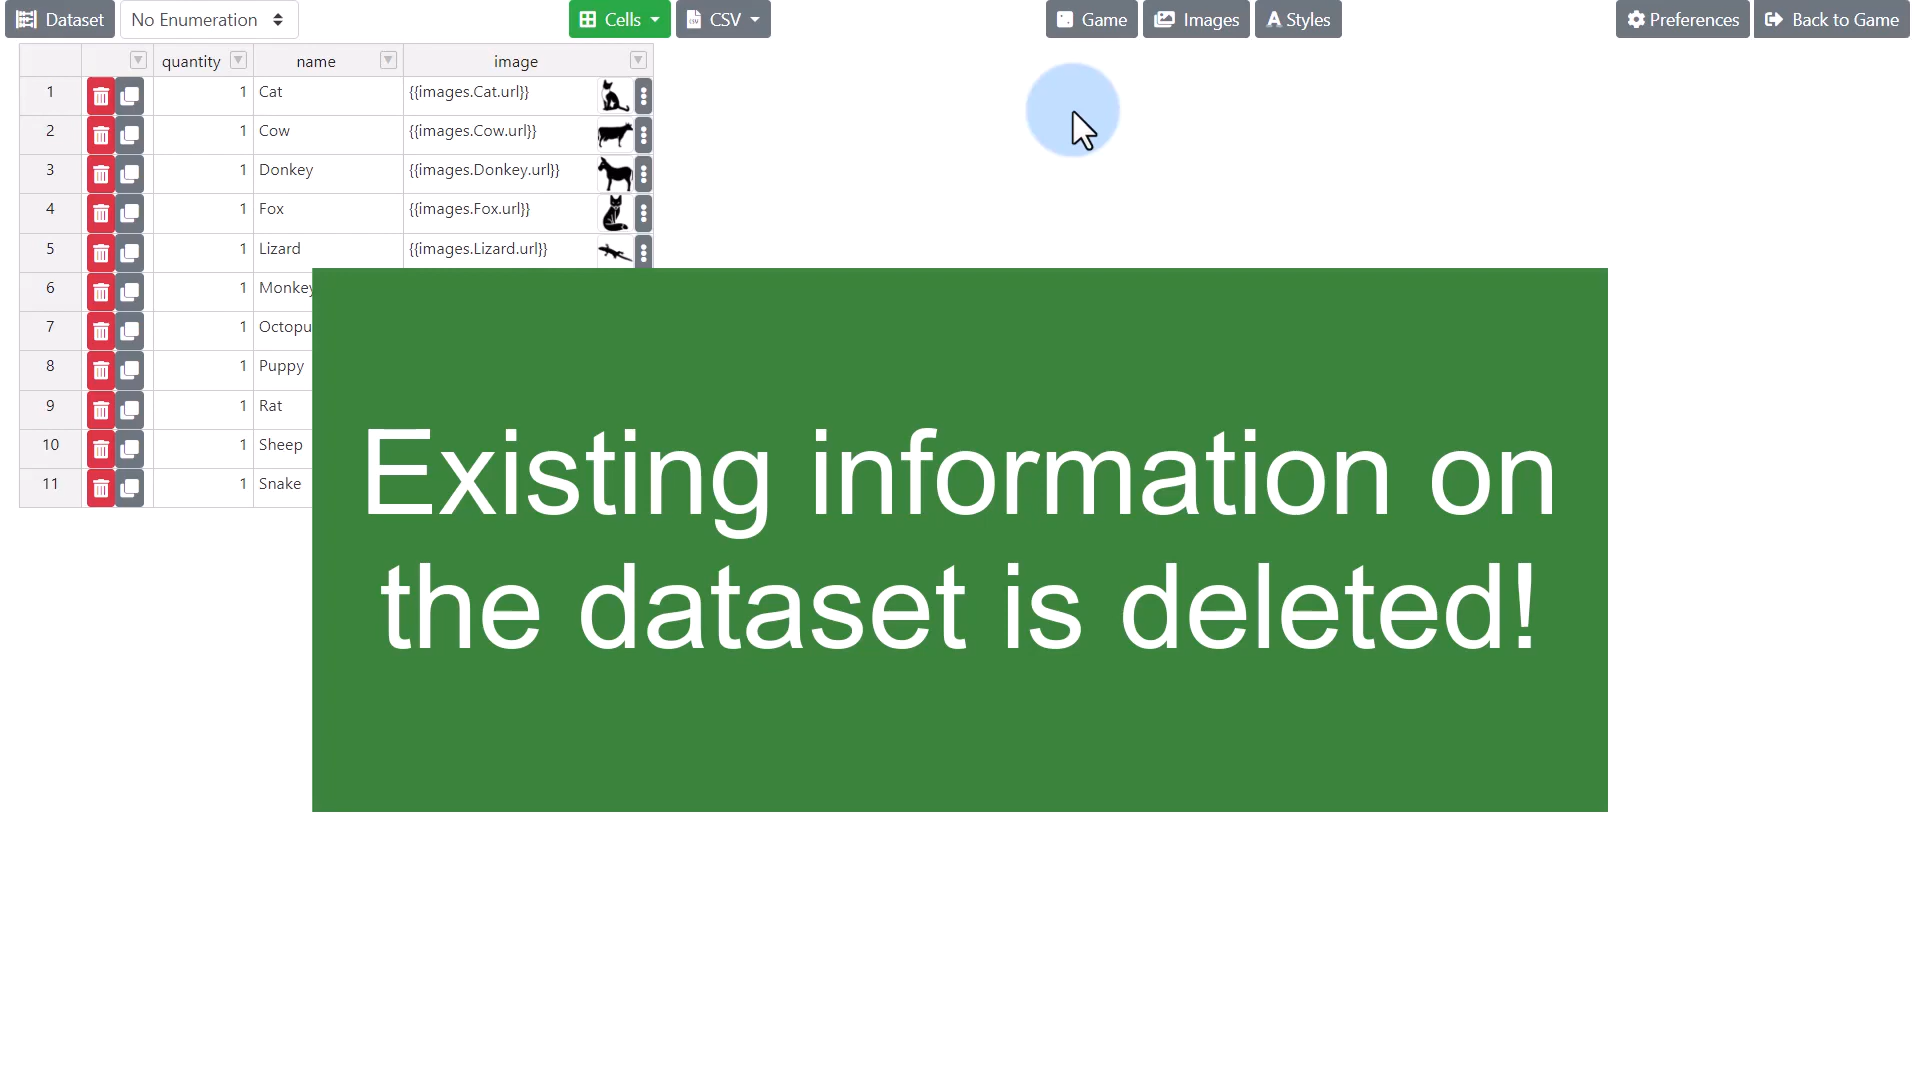 Dataset No Enumeration Cells CSV Game Images Styles Preferences Back to Game
quantity name image
1 1 Cat {{images.Cat.url}}
2 1 Cow {{images.Cow.url}}
3 1 Donkey {{images.Donkey.url}}
4 1 Fox {{images.Fox.url}}
5 1 Lizard {{images.Lizard.url}}
6 1 Monkey
7 1 Octopu
8 1 Puppy
9 1 Rat
10 1 Sheep
11 1 Snake
Existing information on
the dataset is deleted!